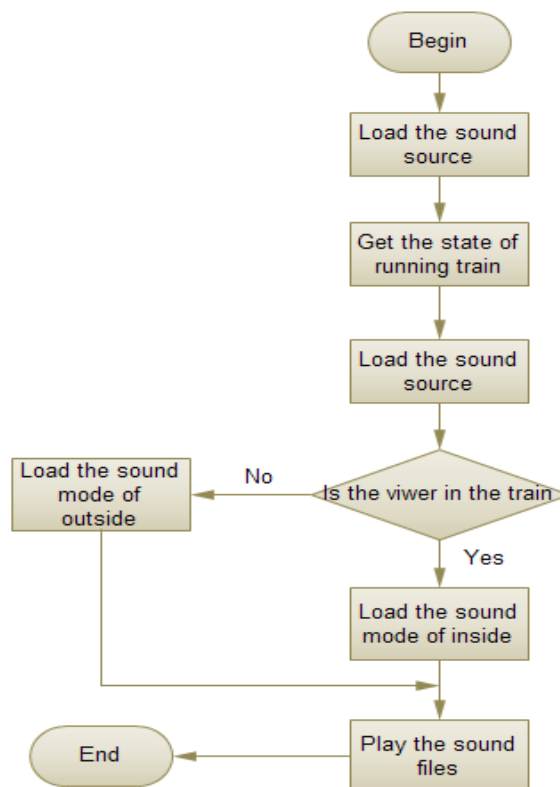 Begin
Load the sound
source
Get the state of
running train
Load the sound
source
Is the viwer in the train
No
Load the sound
mode of
outside
Yes
Load the sound
mode of inside
Play the sound
files
End